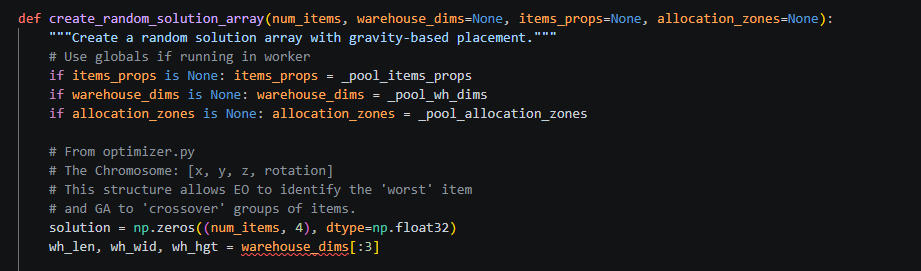 def create_random_solution_array(num_items, warehouse_dims=None, items_props=None, allocation_zones=None):
    """Create a random solution array with gravity-based placement."""
    # Use globals if running in worker
    if items_props is None: items_props = _pool_items_props
    if warehouse_dims is None: warehouse_dims = _pool_wh_dims
    if allocation_zones is None: allocation_zones = _pool_allocation_zones

    # From optimizer.py
    # The Chromosome: [x, y, z, rotation]
    # This structure allows EO to identify the 'worst' item
    # and GA to 'crossover' groups of items.
    solution = np.zeros((num_items, 4), dtype=np.float32)
    wh_len, wh_wid, wh_hgt = warehouse_dims[:3]